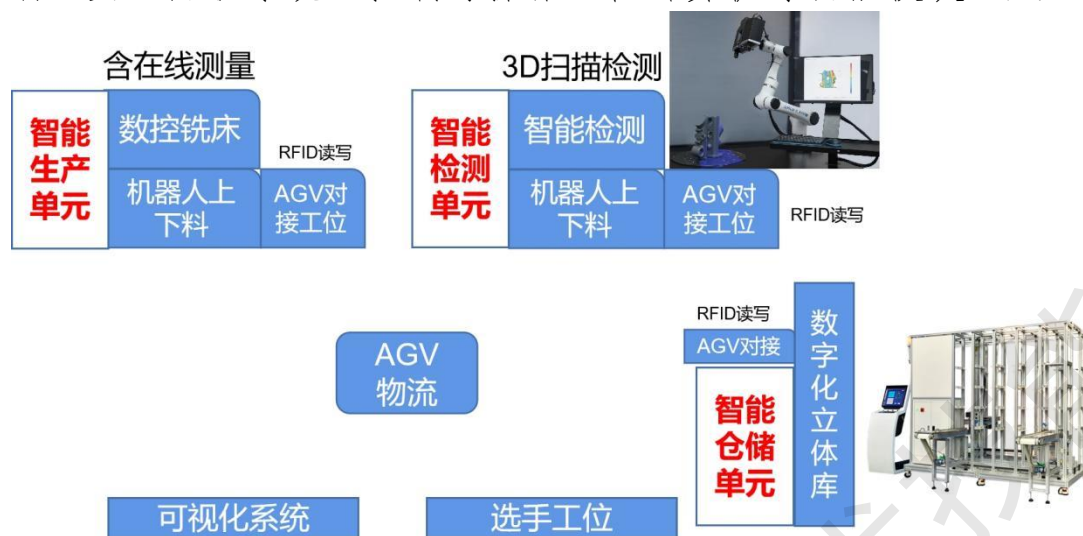 含在线测量
3D扫描检测
智能
生产
单元
数控铣床
机器人上
下料
RFID读写
AGV对
接工位
智能
检测
单元
智能检测
机器人上
下料
AGV对
接工位
RFID读写
AGV
物流
RFID读写
AGV对接
智能
仓储
单元
数
字
化
立
体
库
可视化系统
选手工位